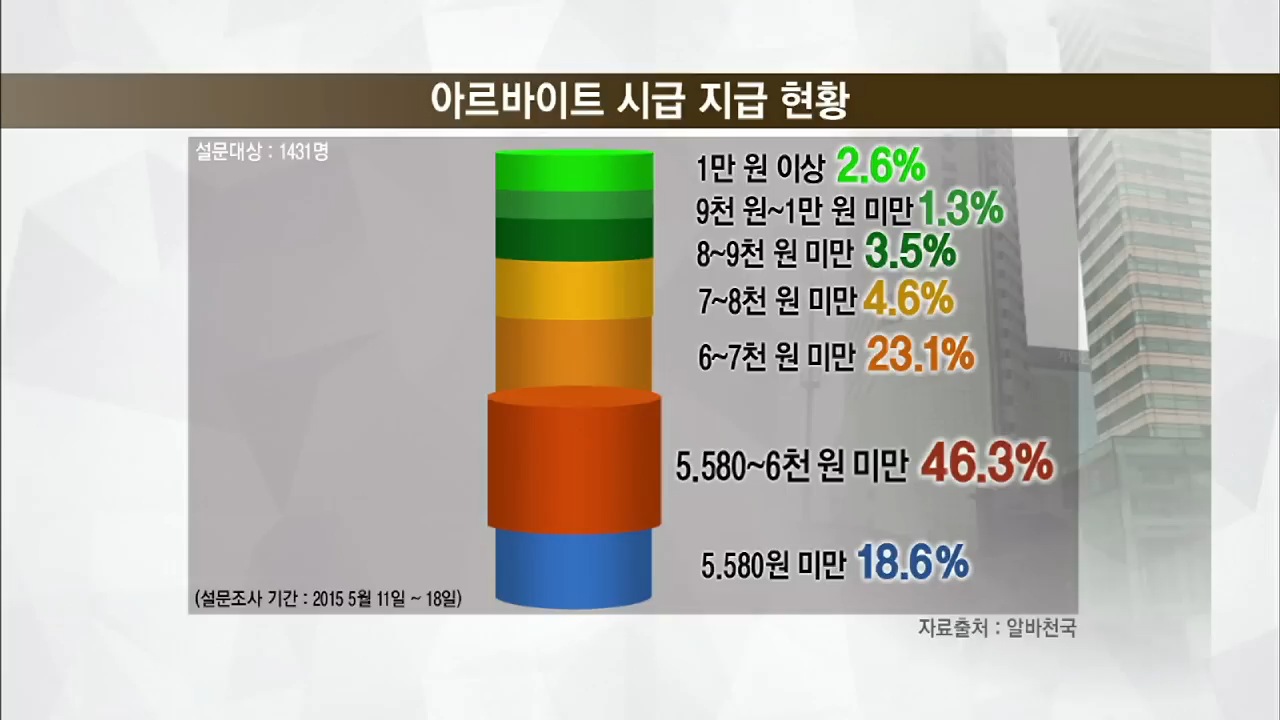 아르바이트 시급 지급 현황
설문대상 : 1431명
1만 원 이상 2.6%
9천 원~1만 원 미만 1.3%
8~9천 원 미만 3.5%
7~8천 원 미만 4.6%
6~7천 원 미만 23.1%
5.580~6천 원 미만 46.3%
5.580원 미만 18.6%
(설문조사 기간 : 2015 5월 11일 ~ 18일)
자료출처 : 알바천국